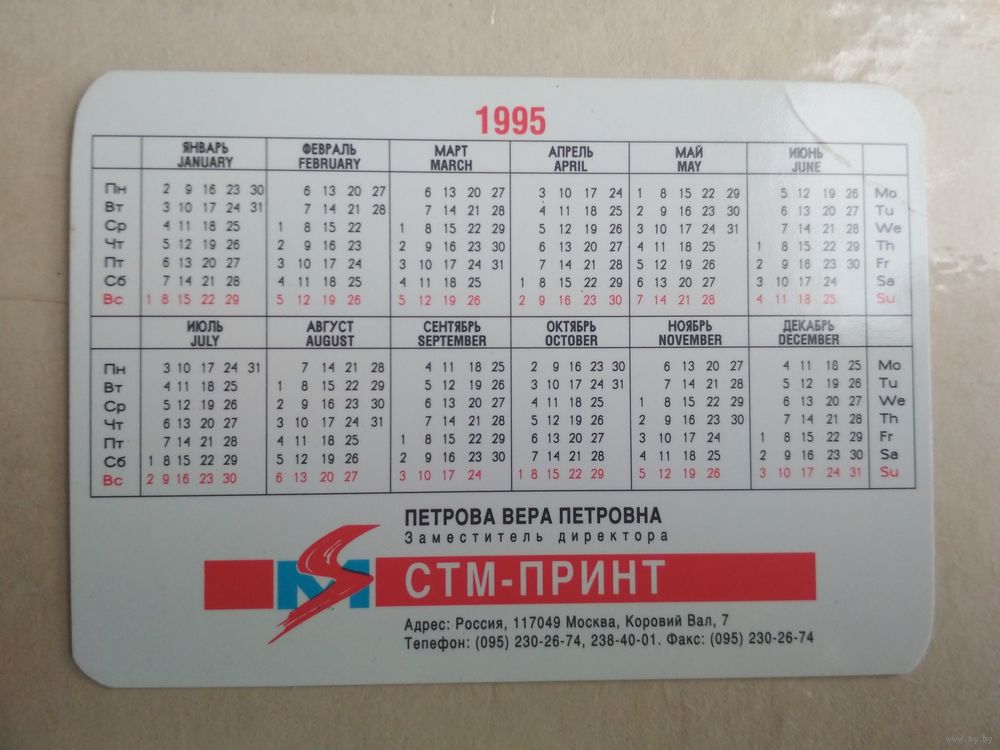 1995
ЯНВАРЬ ФЕВРАЛЬ МАРТ АПРЕЛЬ МАЙ ИЮНЬ
JANUARY FEBRUARY MARCH APRIL MAY JUNE
Пн 2 9 16 23 30 6 13 20 27 6 13 20 27 3 10 17 24 1 8 15 22 29 5 12 19 26 Mo
Вт 3 10 17 24 31 7 14 21 28 7 14 21 28 4 11 18 25 2 9 16 23 30 6 13 20 27 Tu
Ср 4 11 18 25 1 8 15 22 1 8 15 22 29 5 12 19 26 3 10 17 24 31 7 14 21 28 We
Чт 5 12 19 26 2 9 16 23 2 9 16 23 30 6 13 20 27 4 11 18 25 1 8 15 22 29 Th
Пт 6 13 20 27 3 10 17 24 3 10 17 24 31 7 14 21 28 5 12 19 26 2 9 16 23 30 Fr
Сб 7 14 21 28 4 11 18 25 4 11 18 25 1 8 15 22 29 6 13 20 27 3 10 17 24 Sa
Вс 1 8 15 22 29 5 12 19 26 5 12 19 26 2 9 16 23 30 7 14 21 28 4 11 18 25 Su
ИЮЛЬ АВГУСТ СЕНТЯБРЬ ОКТЯБРЬ НОЯБРЬ ДЕКАБРЬ
JULY AUGUST SEPTEMBER OCTOBER NOVEMBER DECEMBER
Пн 3 10 17 24 31 7 14 21 28 4 11 18 25 2 9 16 23 30 6 13 20 27 4 11 18 25 Mo
Вт 4 11 18 25 1 8 15 22 29 5 12 19 26 3 10 17 24 31 7 14 21 28 5 12 19 26 Tu
Ср 5 12 19 26 2 9 16 23 30 6 13 20 27 4 11 18 25 1 8 15 22 29 6 13 20 27 We
Чт 6 13 20 27 3 10 17 24 31 7 14 21 28 5 12 19 26 2 9 16 23 30 7 14 21 28 Th
Пт 7 14 21 28 4 11 18 25 1 8 15 22 29 6 13 20 27 3 10 17 24 1 8 15 22 29 Fr
Сб 1 8 15 22 29 5 12 19 26 2 9 16 23 30 7 14 21 28 4 11 18 25 2 9 16 23 30 Sa
Вс 2 9 16 23 30 6 13 20 27 3 10 17 24 1 8 15 22 29 5 12 19 26 3 10 17 24 31 Su
ПЕТРОВА ВЕРА ПЕТРОВНА
Заместитель директора
СТМ-ПРИНТ
Адрес: Россия, 117049 Москва, Коровий Вал, 7
Телефон: (095) 230-26-74, 238-40-01. Факс: (095) 230-26-74
www.ay.by